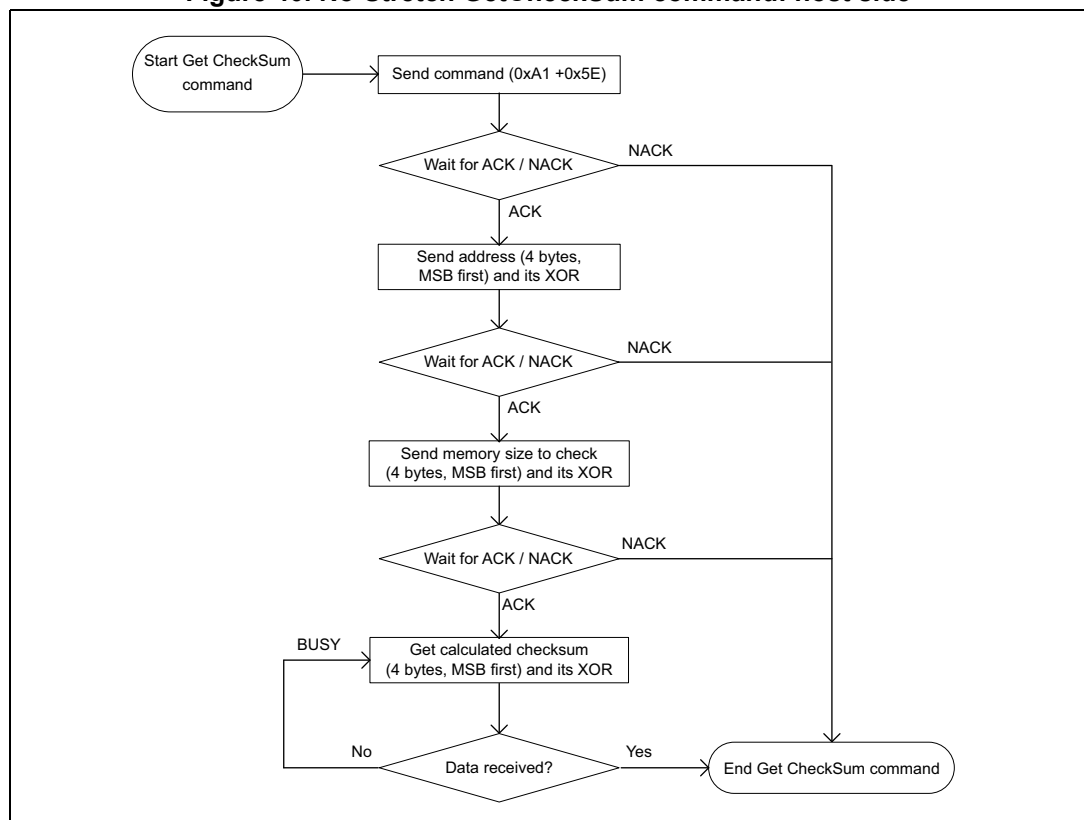 Start Get CheckSum
command
Send command (0xA1 +0x5E)
Wait for ACK / NACK
NACK
ACK
Send address (4 bytes,
MSB first) and its XOR
Wait for ACK / NACK
NACK
ACK
Send memory size to check
(4 bytes, MSB first) and its XOR
Wait for ACK / NACK
NACK
ACK
BUSY
Get calculated checksum
(4 bytes, MSB first) and its XOR
No
Data received?
Yes
End Get CheckSum command